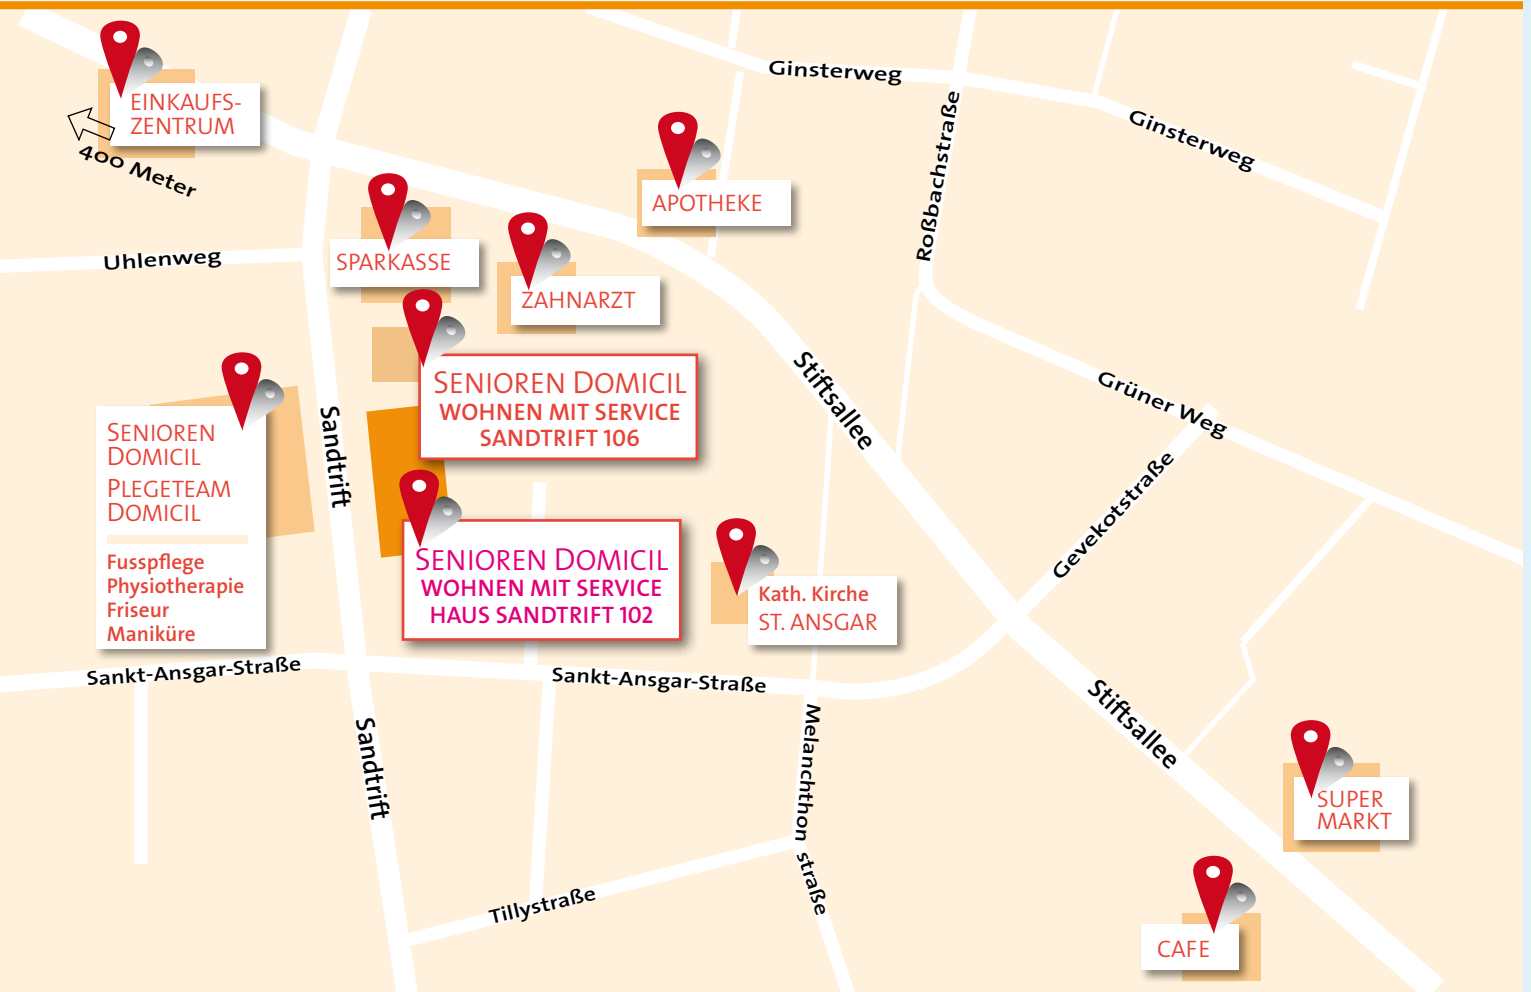 EINKAUFS-
ZENTRUM
400 Meter
Ginsterweg
Ginsterweg
Roßbachstraße
APOTHEKE
SPARKASSE
Uhlenweg
ZAHNARZT
SENIOREN DOMICIL
WOHNEN MIT SERVICE
SANDTRIFT 106
Stiftsallee
Grüner Weg
Sandtrift
SENIOREN
DOMICIL
PLEGETEAM
DOMICIL
Fusspflege
Physiotherapie
Friseur
Maniküre
Gevekotstraße
SENIOREN DOMICIL
WOHNEN MIT SERVICE
HAUS SANDTRIFT 102
Kath. Kirche
ST. ANSGAR
Sankt-Ansgar-Straße
Sankt-Ansgar-Straße
Stiftsallee
Sandtrift
Melanchthon straße
SUPER
MARKT
Tillystraße
CAFE